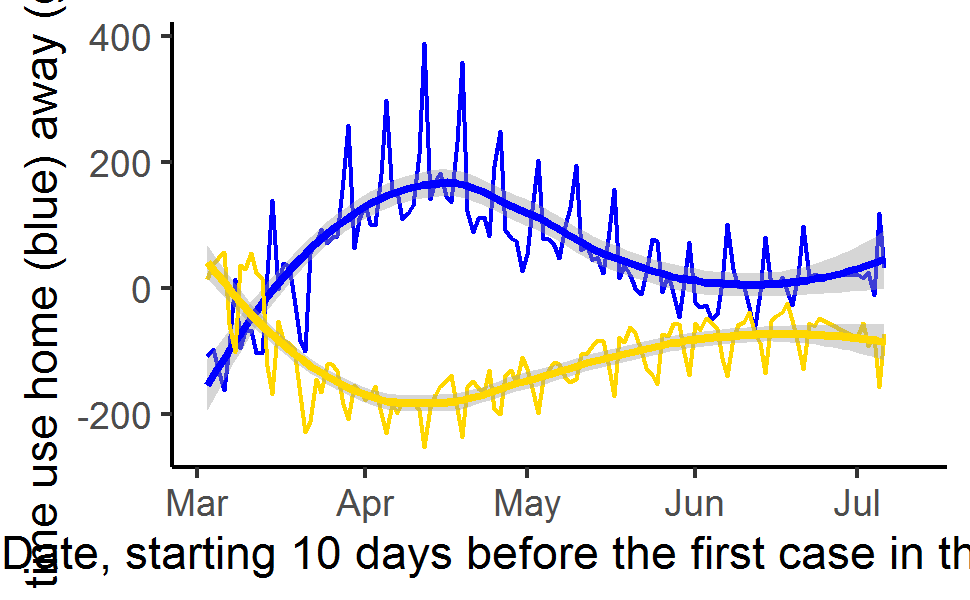 time use home (blue) away (
400
200
0
-200
Mar Apr May Jun Jul
Date, starting 10 days before the first case in th